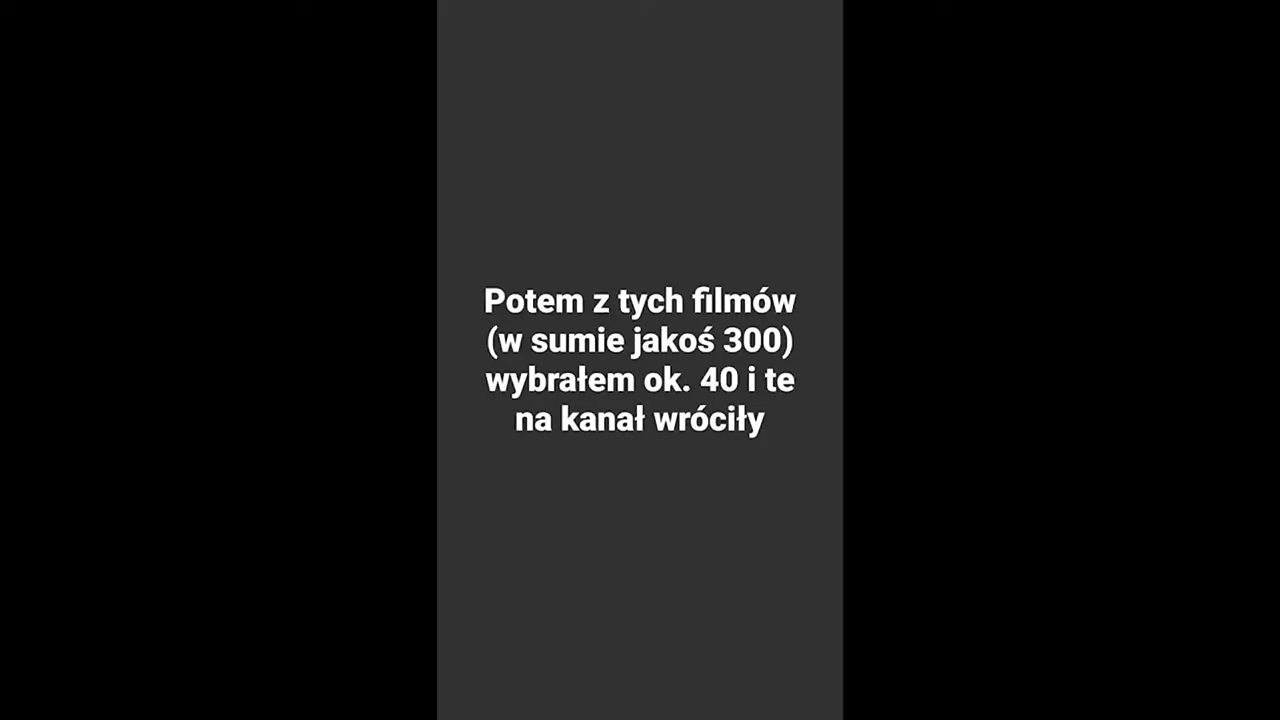 Potem z tych filmów
(w sumie jakoś 300)
wybrałem ok. 40 i te
na kanał wróciły